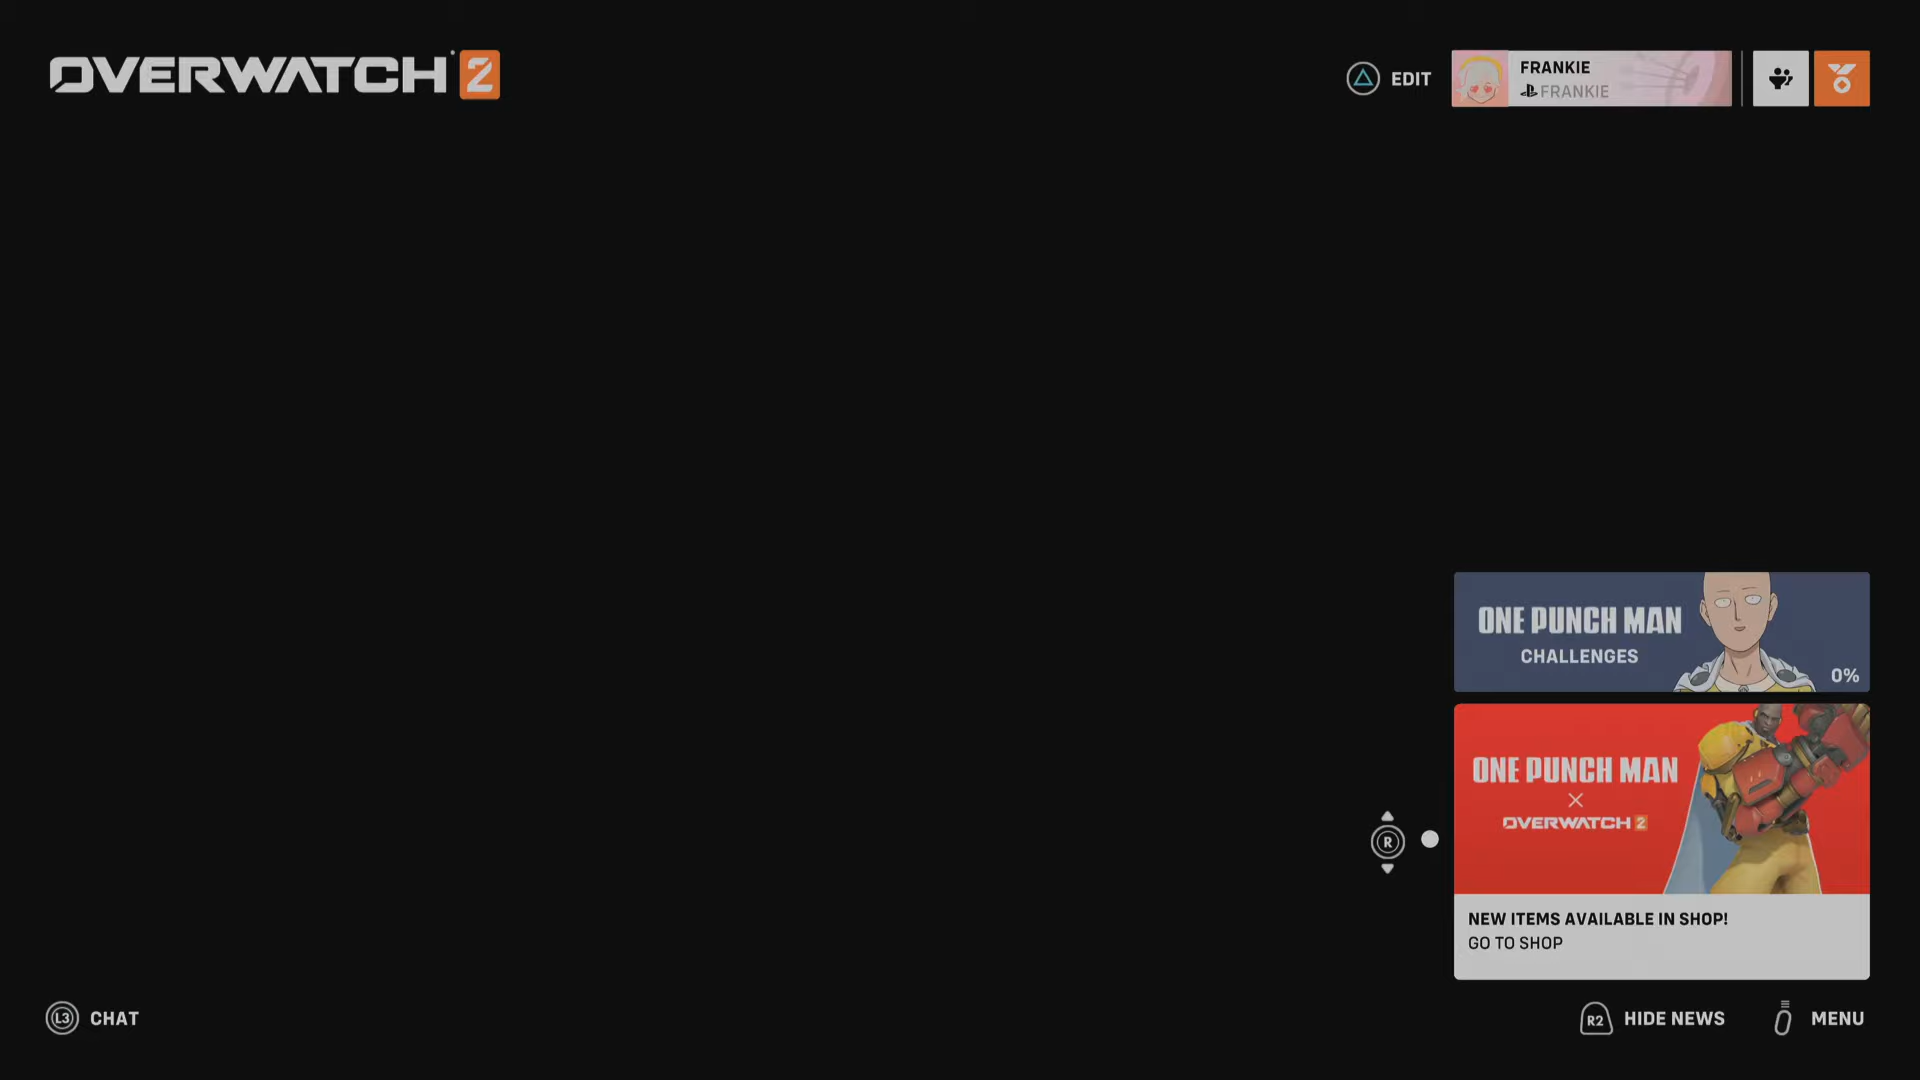 OVERWATCH 2
EDIT
FRANKIE
FRANKIE
ONE PUNCH MAN
CHALLENGES
0%
ONE PUNCH MAN
×
OVERWATCH 2
R
NEW ITEMS AVAILABLE IN SHOP!
GO TO SHOP
L3 CHAT
R2 HIDE NEWS
MENU